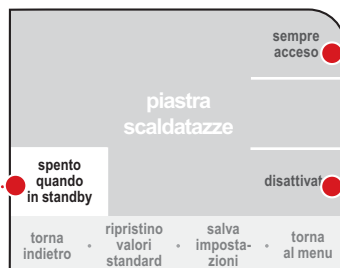 sempre
acceso
piastra
scaldatazze
spento
quando
in standby
disattivat
torna
indietro
•
ripristino
valori
standard
•
salva
imposta-
zioni
•
torna
al menu